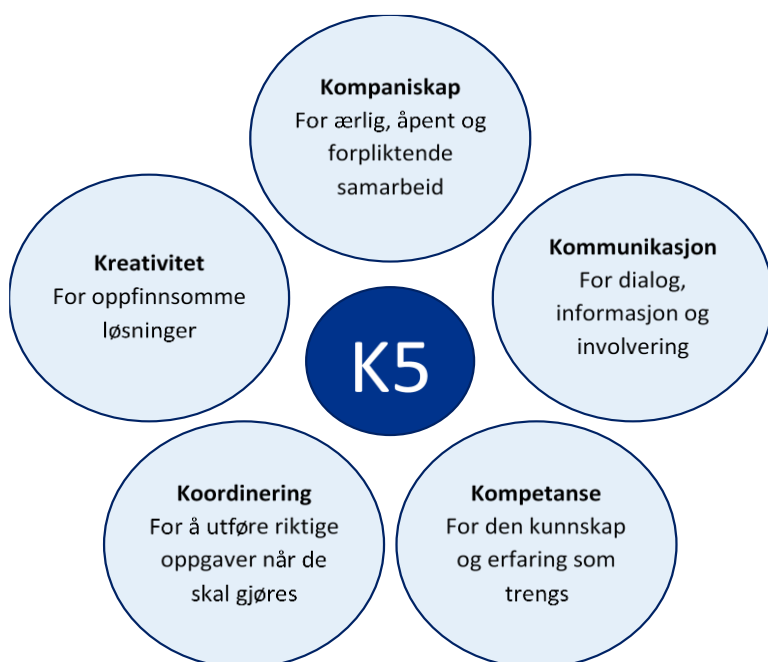 Kompaniskap
For ærlig, åpent og
forpliktende
samarbeid
Kreativitet
For oppfinnsomme
løsninger
Kommunikasjon
For dialog,
informasjon og
involvering
K5
Koordinering
For å utføre riktige
oppgaver når de
skal gjøres
Kompetanse
For den kunnskap
og erfaring som
trengs